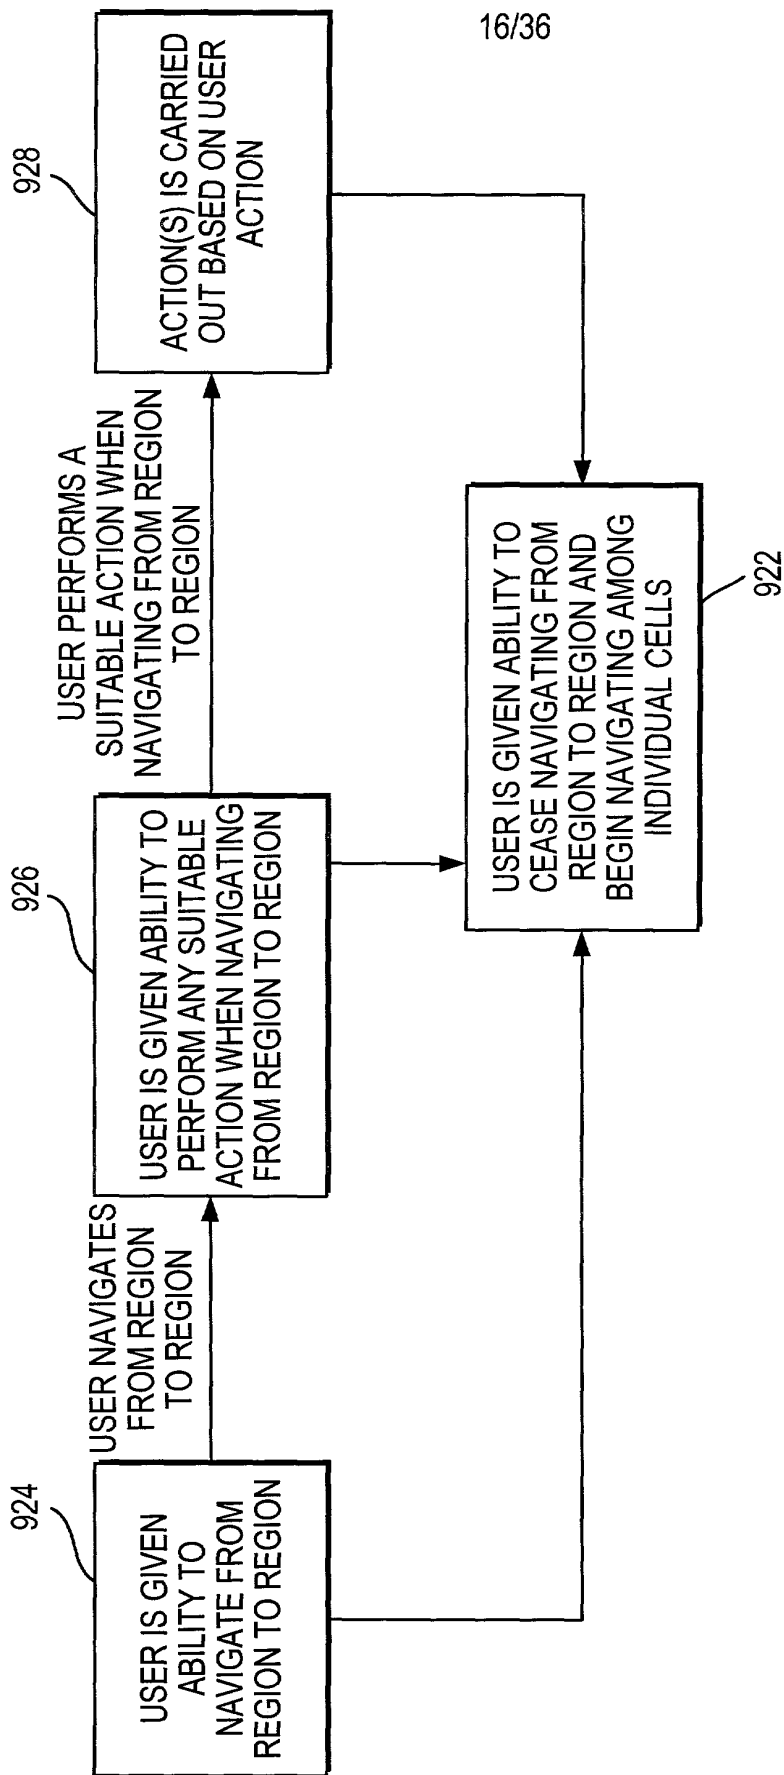 16/36
924
USER IS GIVEN
ABILITY TO
NAVIGATE FROM
REGION TO REGION
USER NAVIGATES
FROM REGION
TO REGION
926
USER IS GIVEN ABILITY TO
PERFORM ANY SUITABLE
ACTION WHEN NAVIGATING
FROM REGION TO REGION
USER PERFORMS A
SUITABLE ACTION WHEN
NAVIGATING FROM REGION
TO REGION
928
ACTION(S) IS CARRIED
OUT BASED ON USER
ACTION
USER IS GIVEN ABILITY TO
CEASE NAVIGATING FROM
REGION TO REGION AND
BEGIN NAVIGATING AMONG
INDIVIDUAL CELLS
922